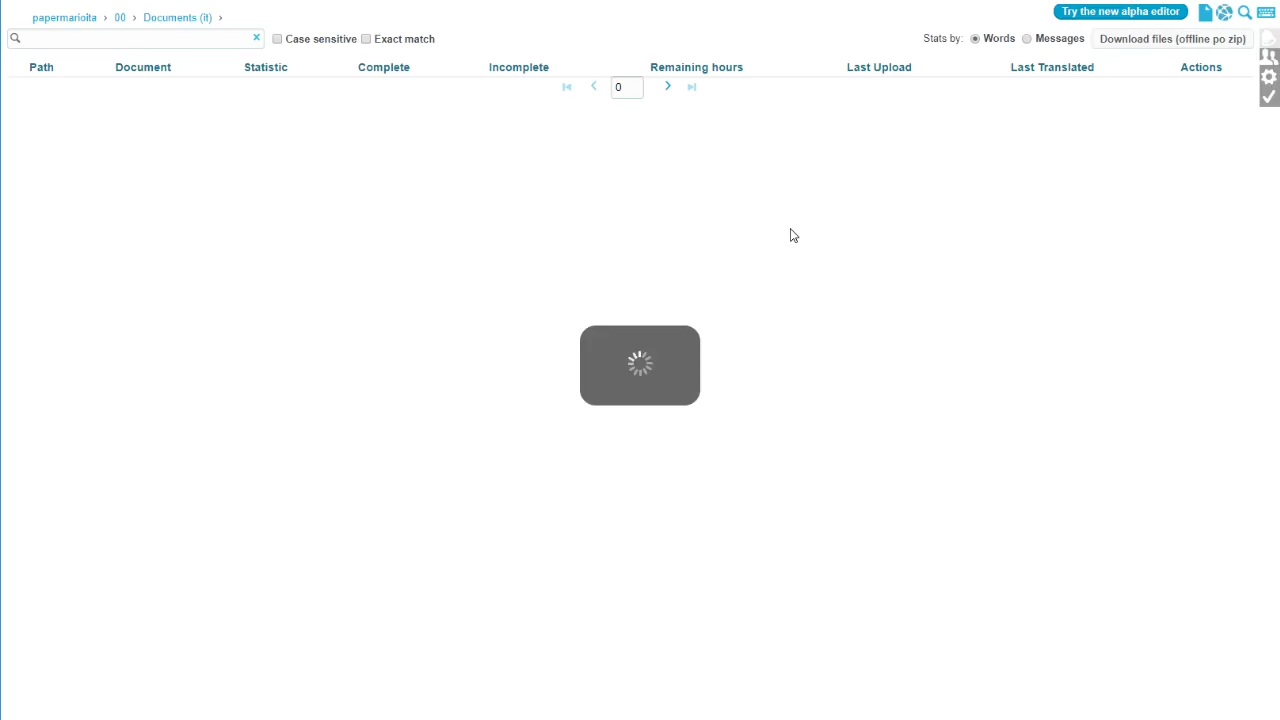 papermarioita › 00 › Documents (it) ›
Try the new alpha editor
Case sensitive Exact match
Stats by: Words Messages Download files (offline po zip)
Path Document Statistic Complete Incomplete Remaining hours Last Upload Last Translated Actions
0